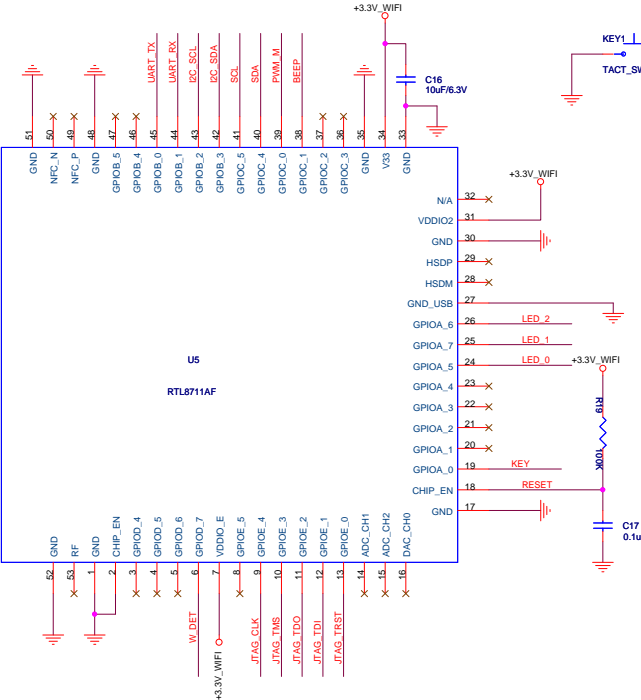 +3.3V_WIFI
KEY1
TACT_SW
C16
10uF/6.3V
UART_TX
UART_RX
I2C_SCL
I2C_SDA
SCL
SDA
PWM_M
BEEP
51
50
49
48
47
46
45
44
43
42
41
40
39
38
37
36
35
34
33
GND
NFC_N
NFC_P
GND
GPIOB_5
GPIOB_4
GPIOB_0
GPIOB_1
GPIOB_2
GPIOB_3
GPIOC_5
GPIOC_4
GPIOC_0
GPIOC_1
GPIOC_2
GPIOC_3
GND
V33
GND
+3.3V_WIFI
N/A 32
VDDIO2 31
GND 30
HSDP 29
HSDM 28
GND_USB 27
GPIOA_6 26 LED_2
GPIOA_7 25 LED_1
GPIOA_5 24 LED_0
+3.3V_WIFI
GPIOA_4 23
GPIOA_3 22
GPIOA_2 21
GPIOA_1 20
GPIOA_0 19 KEY
CHIP_EN 18 RESET
GND 17
R19
100K
C17
0.1u
U5
RTL8711AF
GND
RF
GND
CHIP_EN
GPIOD_4
GPIOD_5
GPIOD_6
GPIOD_7
VDDIO_E
GPIOE_5
GPIOE_4
GPIOE_3
GPIOE_2
GPIOE_1
GPIOE_0
ADC_CH1
ADC_CH2
DAC_CH0
52
53
1
2
3
4
5
6
7
8
9
10
11
12
13
14
15
16
W_DET
+3.3V_WIFI
JTAG_CLK
JTAG_TMS
JTAG_TDO
JTAG_TDI
JTAG_TRST